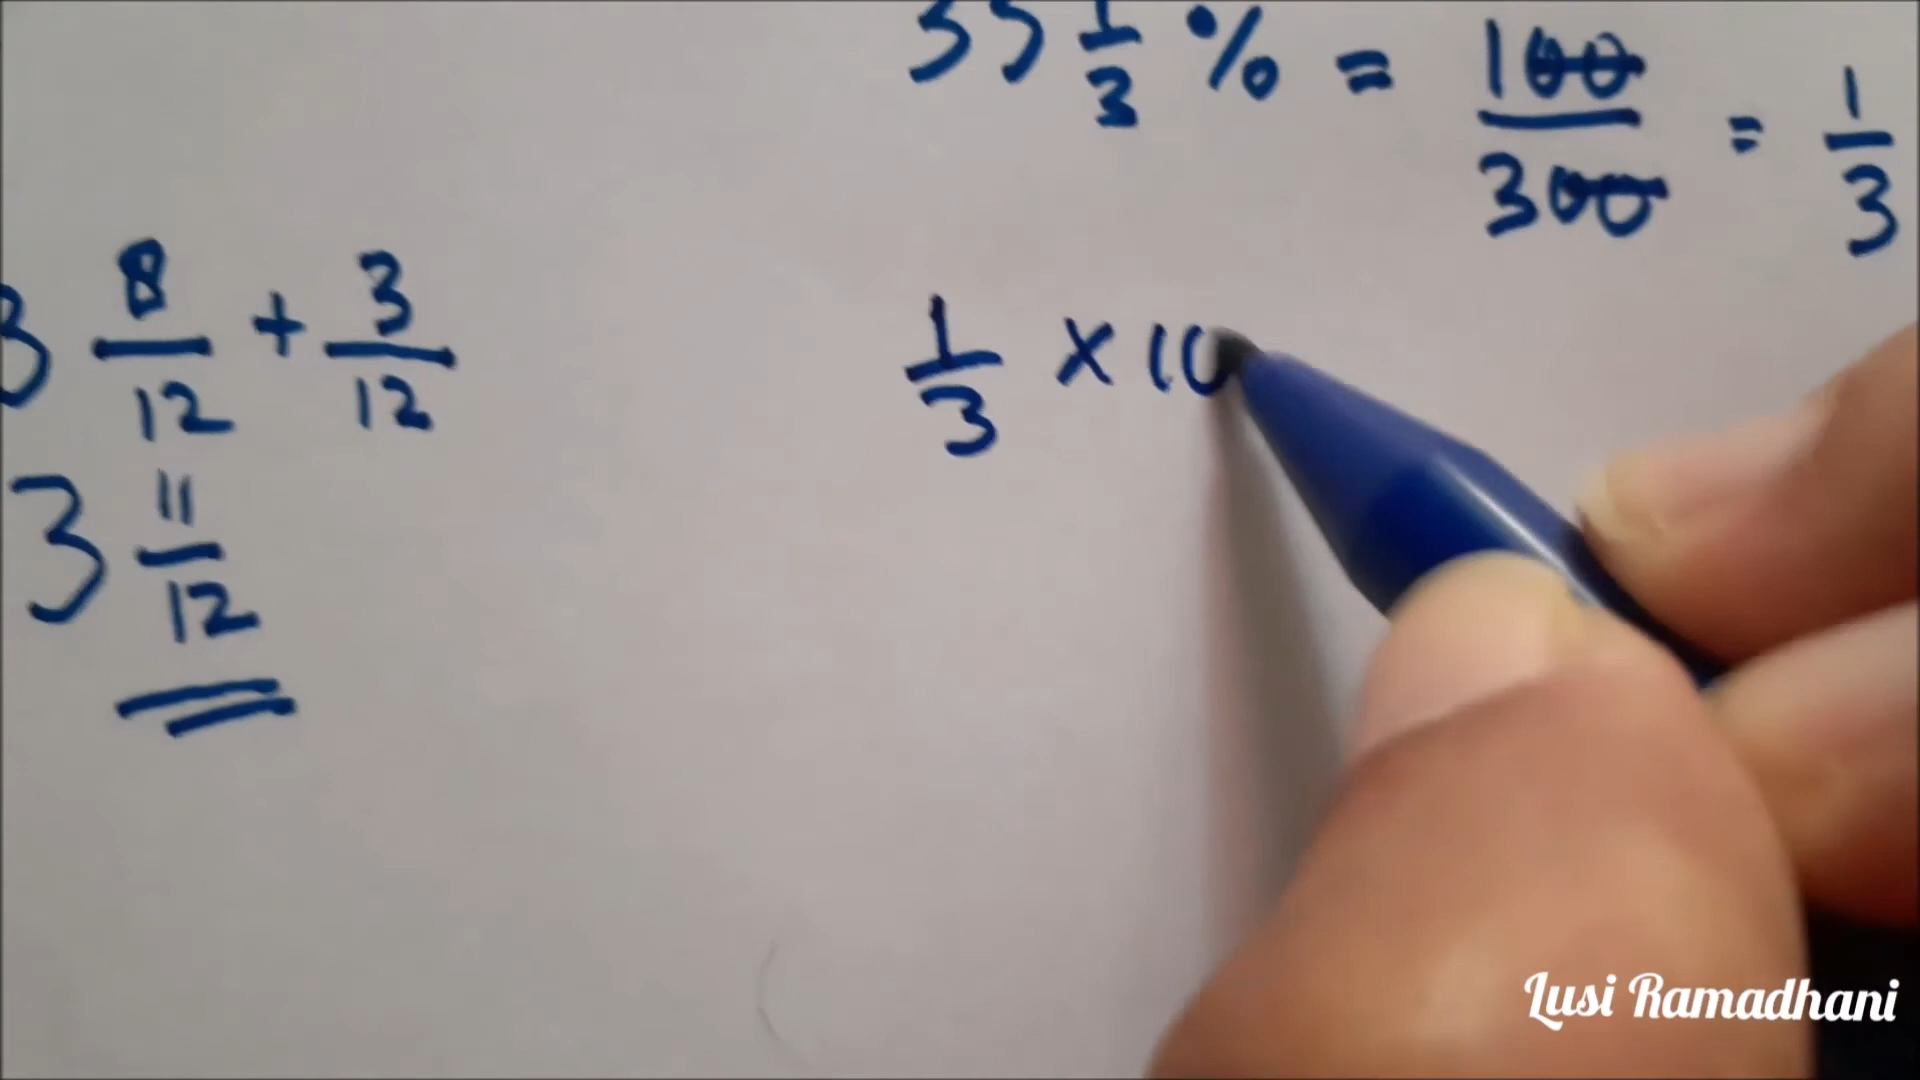 33 1/3 % = 100/300 = 1/3
3 8/12 + 3/12
1/3 × 10
3 11/12
Lusi Ramadhani